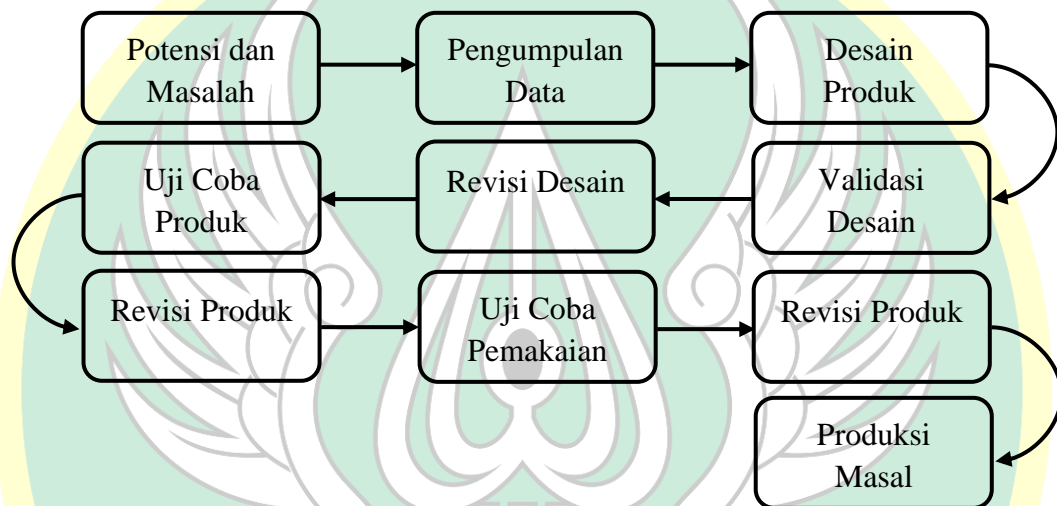 Potensi dan
Masalah
Pengumpulan
Data
Desain
Produk
Uji Coba
Produk
Revisi Desain
Validasi
Desain
Revisi Produk
Uji Coba
Pemakaian
Revisi Produk
Produksi
Masal